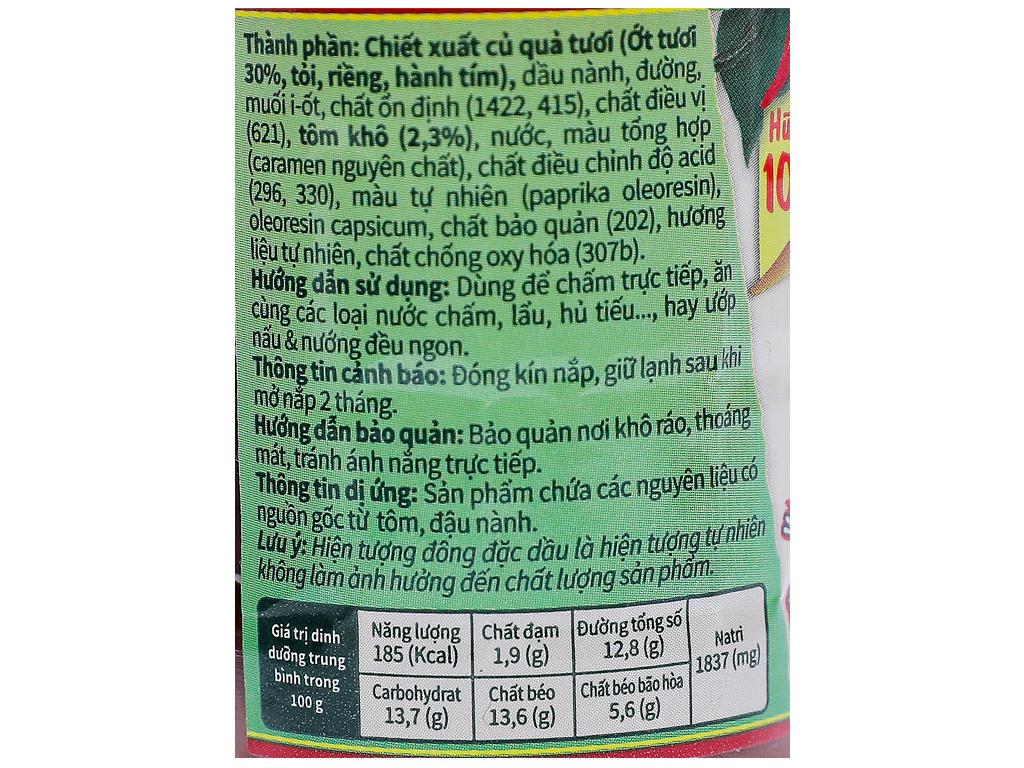 Thành phần: Chiết xuất củ quả tươi (Ớt tươi
30%, tỏi, riềng, hành tím), dầu nành, đường,
muối i-ốt, chất ổn định (1422, 415), chất điều vị
(621), tôm khô (2,3%), nước, màu tổng hợp
(caramen nguyên chất), chất điều chỉnh độ acid
(296, 330), màu tự nhiên (paprika oleoresin),
oleoresin capsicum, chất bảo quản (202), hương
liệu tự nhiên, chất chống oxy hóa (307b).
Hướng dẫn sử dụng: Dùng để chấm trực tiếp, ăn
cùng các loại nước chấm, lẩu, hủ tiếu..., hay ướp
nấu & nướng đều ngon.
Thông tin cảnh báo: Đóng kín nắp, giữ lạnh sau khi
mở nắp 2 tháng.
Hướng dẫn bảo quản: Bảo quản nơi khô ráo, thoáng
mát, tránh ánh nắng trực tiếp.
Thông tin dị ứng: Sản phẩm chứa các nguyên liệu có
nguồn gốc từ tôm, đậu nành.
Lưu ý: Hiện tượng đông đặc dầu là hiện tượng tự nhiên
không làm ảnh hưởng đến chất lượng sản phẩm.
Giá trị dinh
dưỡng trung
bình trong
100 g
Năng lượng
185 (Kcal)
Chất đạm
1,9 (g)
Đường tổng số
12,8 (g)
Natri
1837 (mg)
Carbohydrat
13,7 (g)
Chất béo
13,6 (g)
Chất béo bão hòa
5,6 (g)
Hũ
10